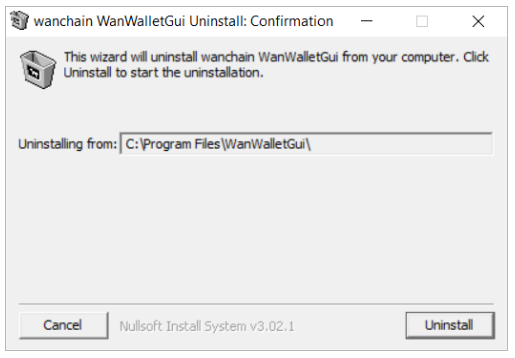 wanchain WanWalletGui Uninstall: Confirmation
This wizard will uninstall wanchain WanWalletGui from your computer. Click
Uninstall to start the uninstallation.
Uninstalling from: C:\Program Files\WanWalletGui\
Cancel Nullsoft Install System v3.02.1 Uninstall